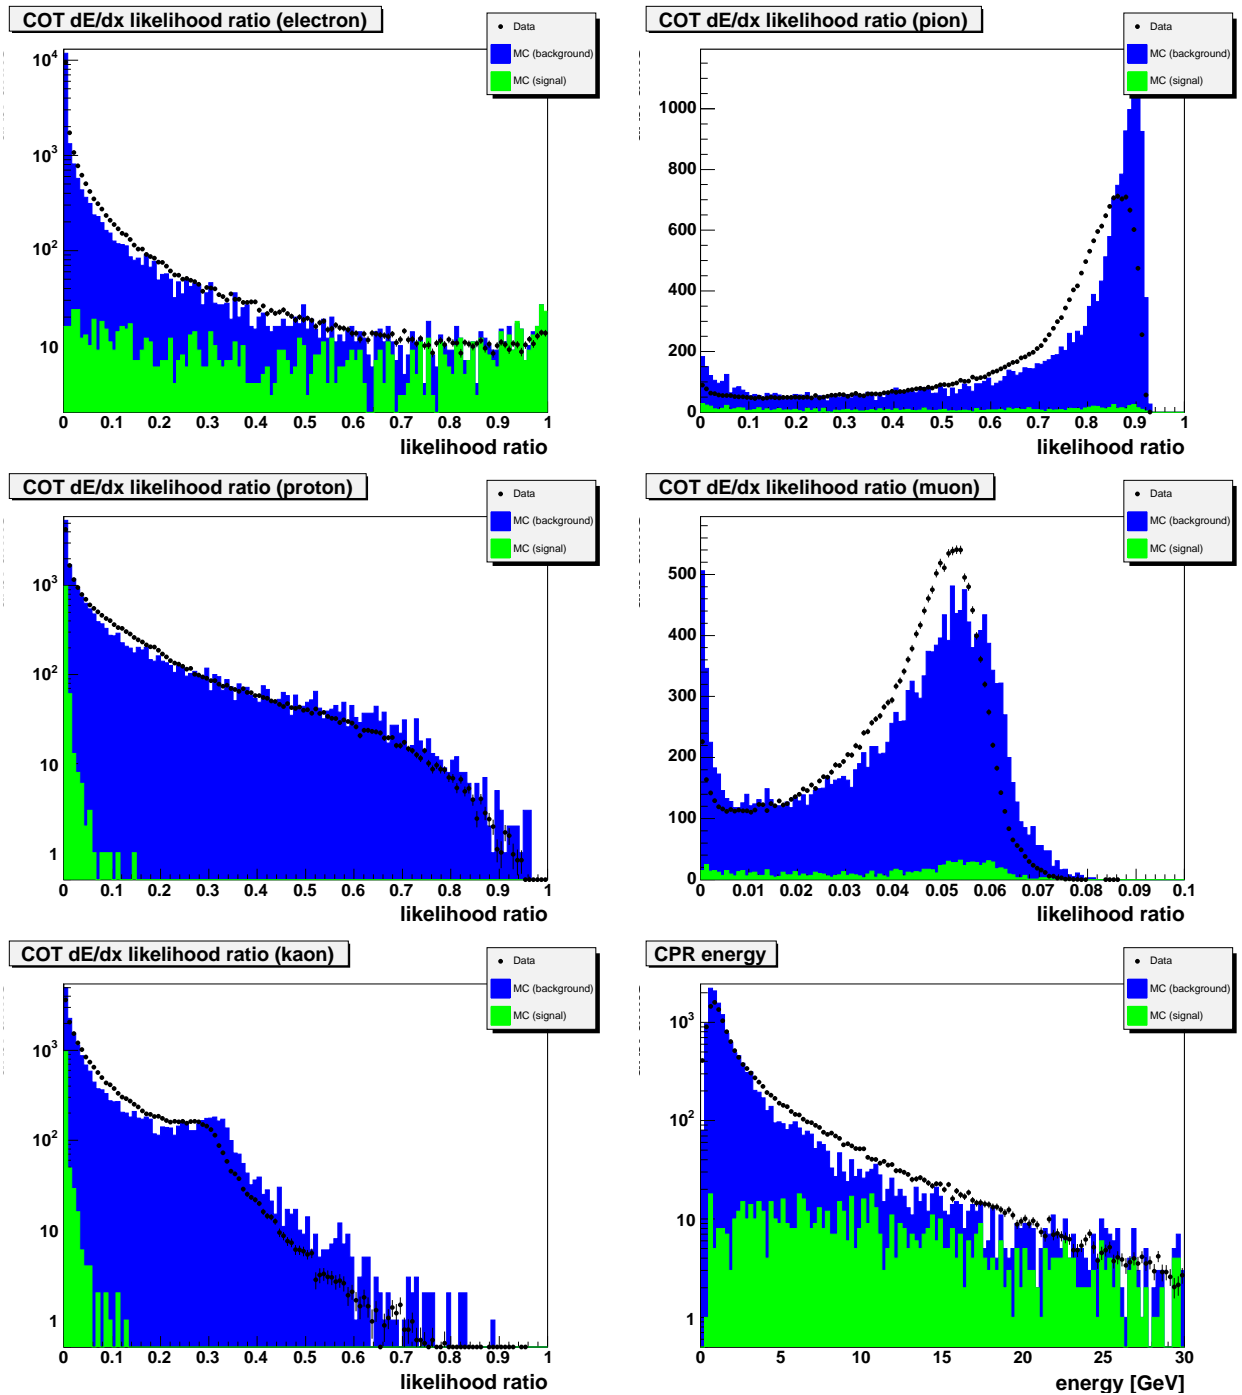 COT dE/dx likelihood ratio (electron)
Data
MC (background)
MC (signal)
10^4
10^3
10^2
10
0 0.1 0.2 0.3 0.4 0.5 0.6 0.7 0.8 0.9 1
likelihood ratio
COT dE/dx likelihood ratio (pion)
Data
MC (background)
MC (signal)
1000
800
600
400
200
0
0 0.1 0.2 0.3 0.4 0.5 0.6 0.7 0.8 0.9 1
likelihood ratio
COT dE/dx likelihood ratio (proton)
Data
MC (background)
MC (signal)
10^3
10^2
10
1
0 0.1 0.2 0.3 0.4 0.5 0.6 0.7 0.8 0.9 1
likelihood ratio
COT dE/dx likelihood ratio (muon)
Data
MC (background)
MC (signal)
500
400
300
200
100
0
0 0.01 0.02 0.03 0.04 0.05 0.06 0.07 0.08 0.09 0.1
likelihood ratio
COT dE/dx likelihood ratio (kaon)
Data
MC (background)
MC (signal)
10^3
10^2
10
1
0 0.1 0.2 0.3 0.4 0.5 0.6 0.7 0.8 0.9 1
likelihood ratio
CPR energy
Data
MC (background)
MC (signal)
10^3
10^2
10
1
0 5 10 15 20 25 30
energy [GeV]